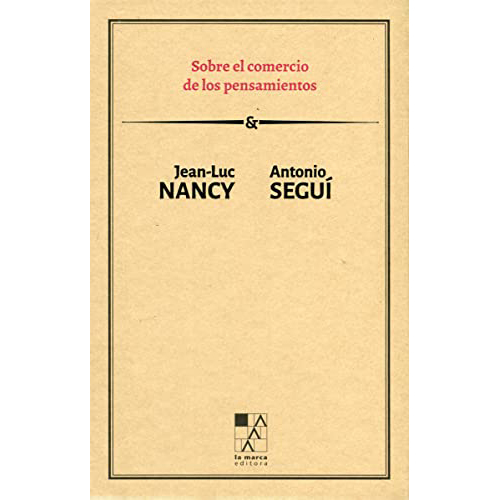 Sobre el comercio
de los pensamientos
&
Jean-Luc
NANCY
Antonio
SEGUÍ
la marca
editora